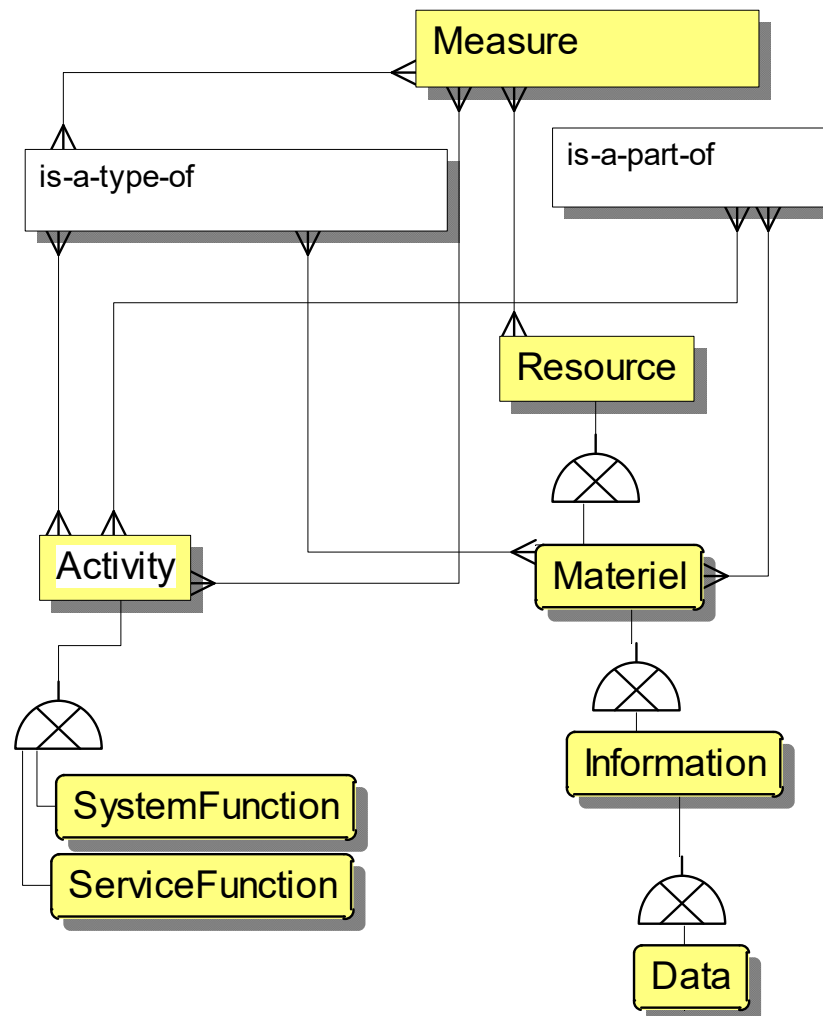 Measure
is-a-type-of
is-a-part-of
Resource
Activity
Materiel
Information
SystemFunction
ServiceFunction
Data